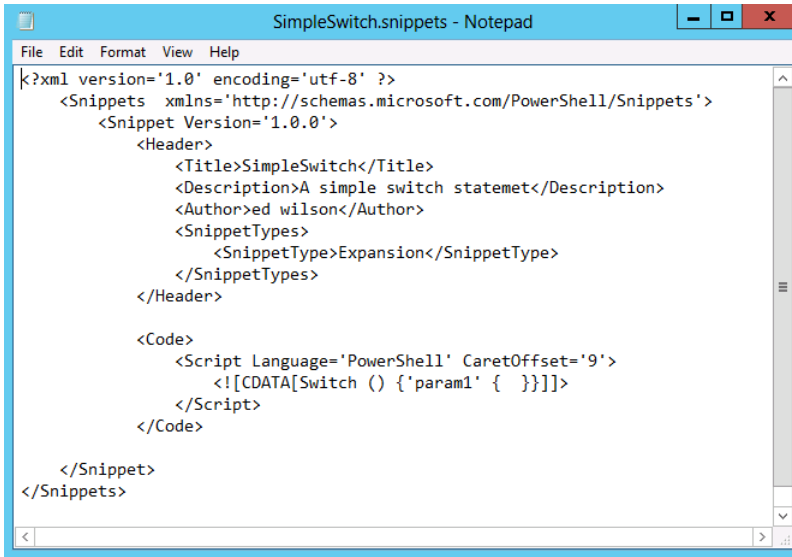 SimpleSwitch.snippets - Notepad
File Edit Format View Help
<?xml version='1.0' encoding='utf-8' ?>
    <Snippets  xmlns='http://schemas.microsoft.com/PowerShell/Snippets'>
        <Snippet Version='1.0.0'>
            <Header>
                <Title>SimpleSwitch</Title>
                <Description>A simple switch statemet</Description>
                <Author>ed wilson</Author>
                <SnippetTypes>
                    <SnippetType>Expansion</SnippetType>
                </SnippetTypes>
            </Header>

            <Code>
                <Script Language='PowerShell' CaretOffset='9'>
                    <![CDATA[Switch () {'param1' {  }}]]>
                </Script>
            </Code>

    </Snippet>
</Snippets>